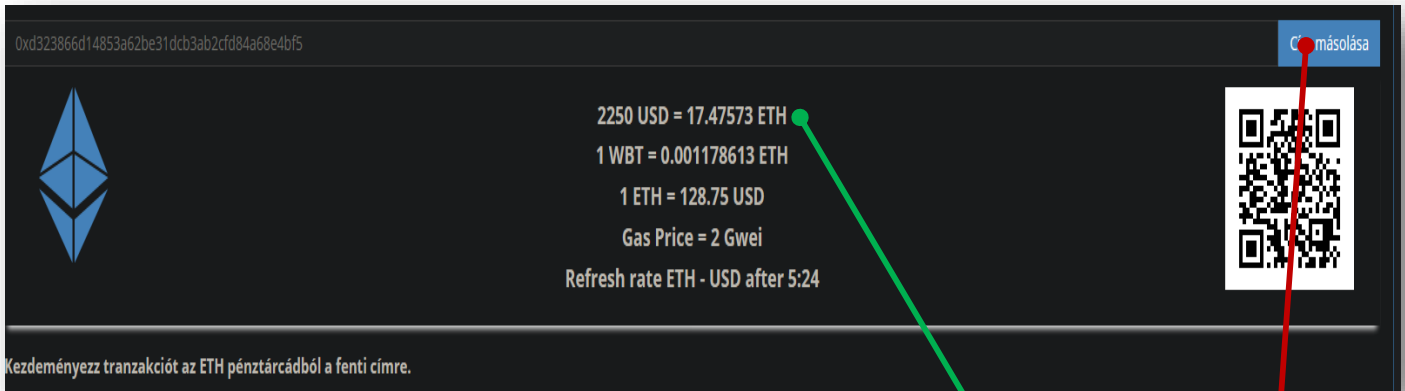 0xd323866d14853a62be31dcb3ab2cfd84a68e4bf5
másolása
2250 USD = 17.47573 ETH
1 WBT = 0.001178613 ETH
1 ETH = 128.75 USD
Gas Price = 2 Gwei
Refresh rate ETH - USD after 5:24
Kezdeményezz tranzakciót az ETH pénztárcádból a fenti címre.